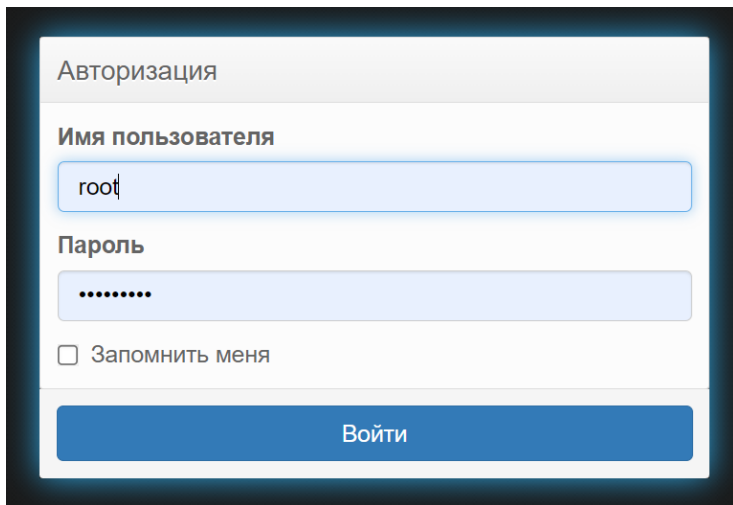 Авторизация
Имя пользователя
root
Пароль
•••••••••
Запомнить меня
Войти